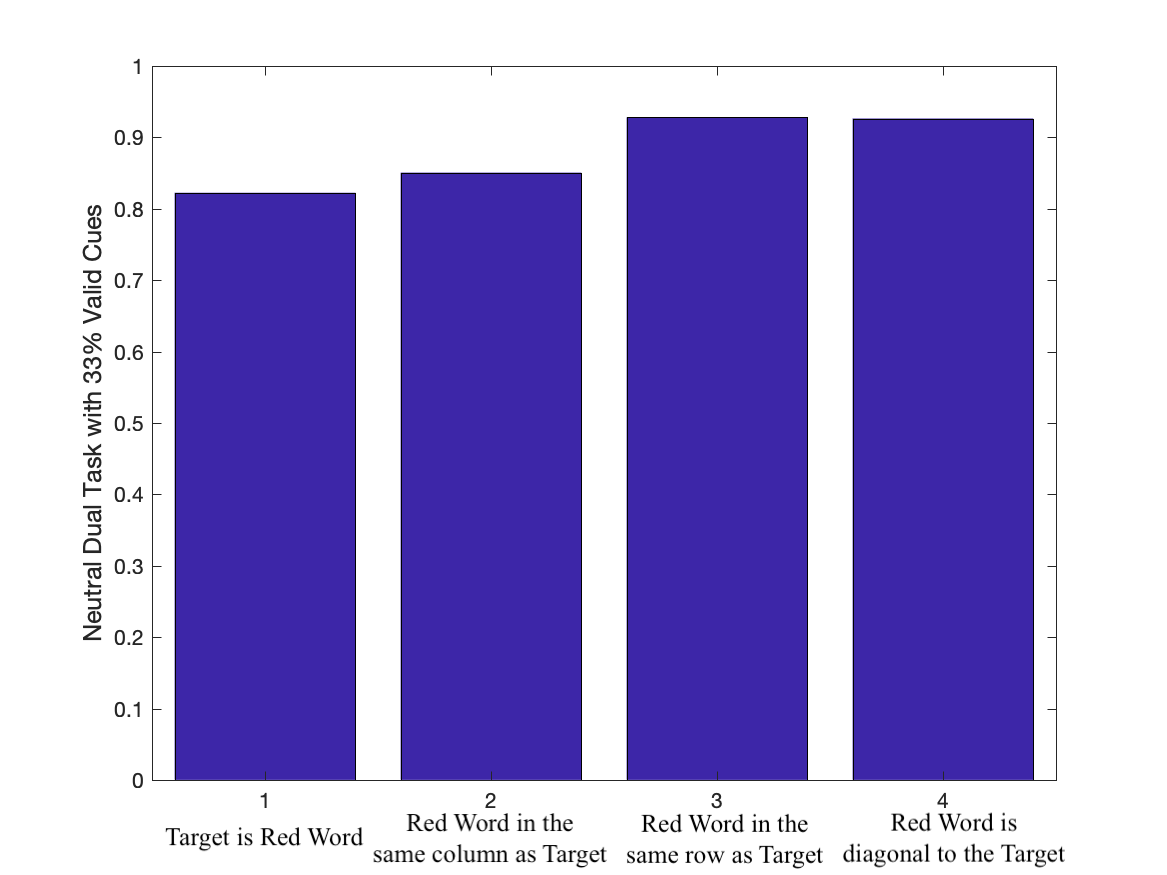 Neutral Dual Task with 33% Valid Cues
1
0.9
0.8
0.7
0.6
0.5
0.4
0.3
0.2
0.1
0
1
2
3
4
Target is Red Word
Red Word in the
same column as Target
Red Word in the
same row as Target
Red Word is
diagonal to the Target